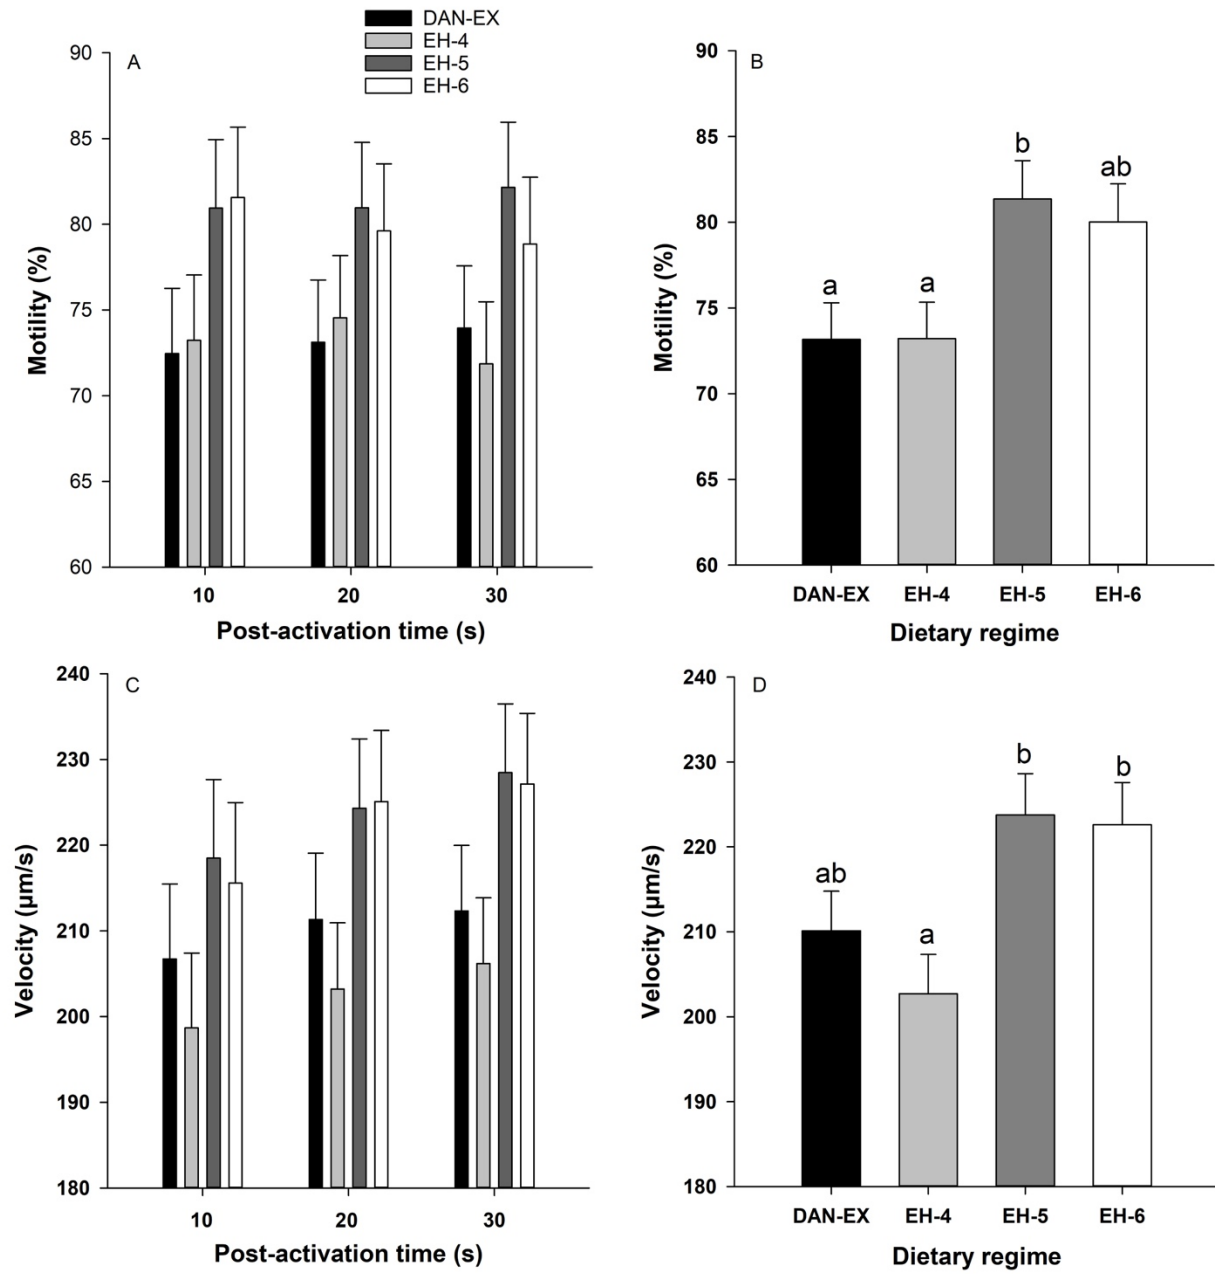 DAN-EX
EH-4
EH-5
EH-6
A
90
85
80
75
70
65
60
Motility (%)
10 20 30
Post-activation time (s)
B
90
85
80
75
70
65
60
Motility (%)
a a b ab
DAN-EX EH-4 EH-5 EH-6
Dietary regime
C
240
230
220
210
200
190
180
Velocity (µm/s)
10 20 30
Post-activation time (s)
D
240
230
220
210
200
190
180
Velocity (µm/s)
ab a b b
DAN-EX EH-4 EH-5 EH-6
Dietary regime